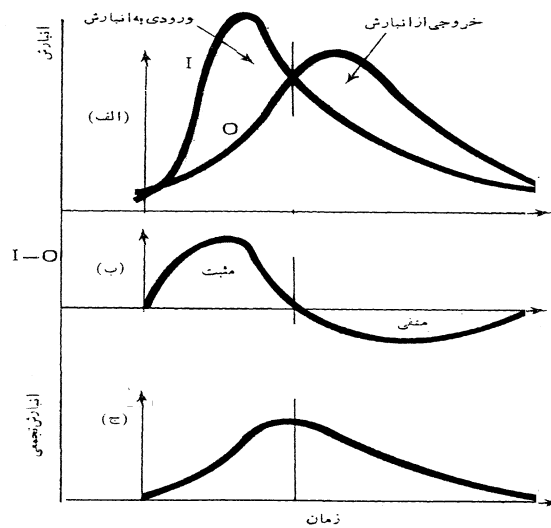 ورودی به انبارش
خروجی از انبارش
انبارش
I
(الف)
O
I-O
(ب)
مثبت
منفی
انبارش تجمعی
(ج)
زمان